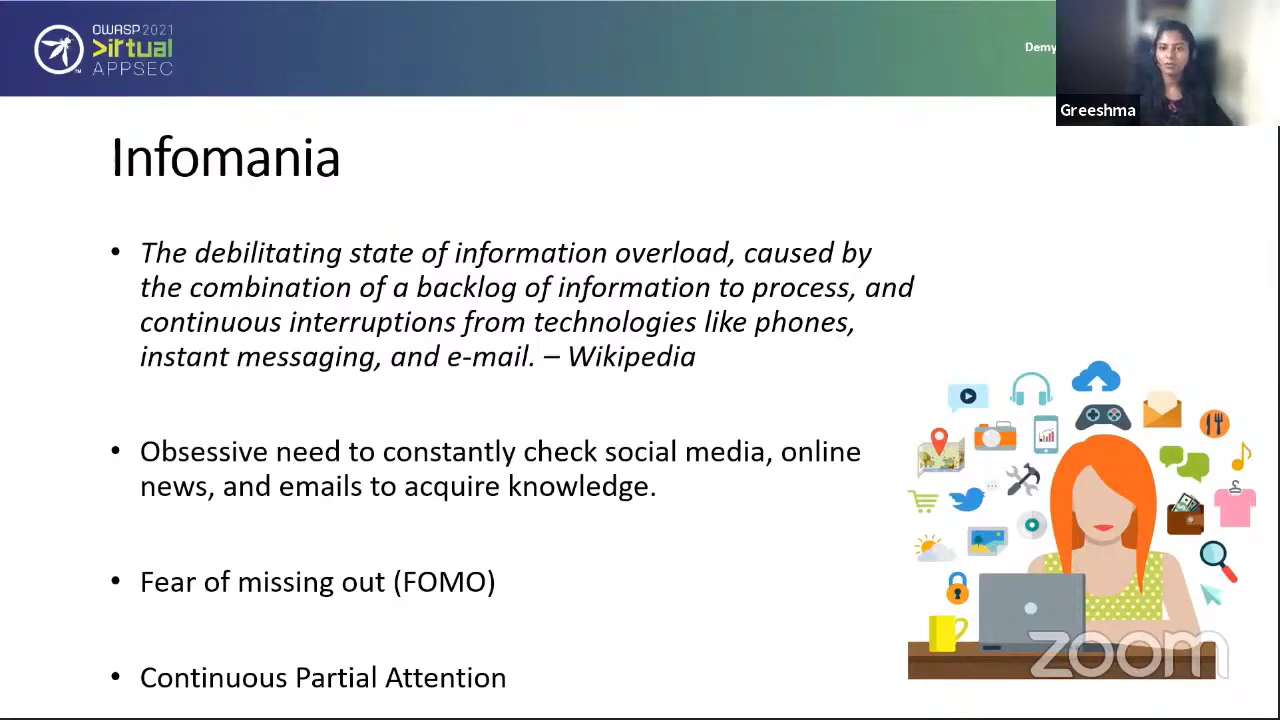 OWASP 2021
Virtual
APPSEC
Demy
Greeshma
Infomania
• The debilitating state of information overload, caused by
the combination of a backlog of information to process, and
continuous interruptions from technologies like phones,
instant messaging, and e-mail. – Wikipedia
• Obsessive need to constantly check social media, online
news, and emails to acquire knowledge.
• Fear of missing out (FOMO)
• Continuous Partial Attention
zoom